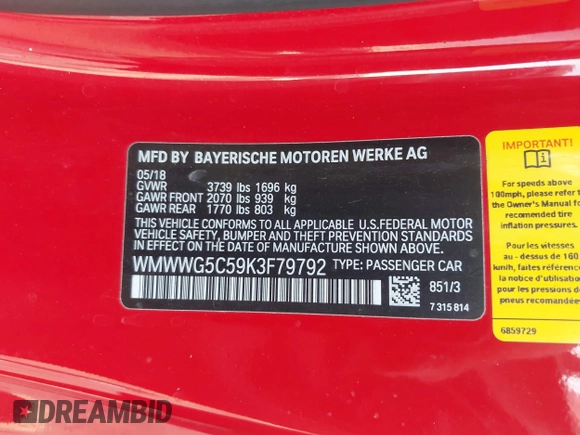 MFD BY BAYERISCHE MOTOREN WERKE AG
05/18
GVWR 3739 lbs 1696 kg
GAWR FRONT 2070 lbs 939 kg
GAWR REAR 1770 lbs 803 kg
THIS VEHICLE CONFORMS TO ALL APPLICABLE U.S.FEDERAL MOTOR
VEHICLE SAFETY, BUMPER, AND THEFT PREVENTION STANDARDS
IN EFFECT ON THE DATE OF MANUFACTURE SHOWN ABOVE.
WMWWG5C59K3F79792 TYPE: PASSENGER CAR
851/3
7 315 814
IMPORTANT!
For speeds above
100mph, please refer
the Owner's Manual fo
recommended tire
inflation pressures.
Pour les vitesses
au - dessus de 160
km/h, faites référence
la notice d'utilisation
pour les pressions de
pneus recommandée
6859729
DREAMBID